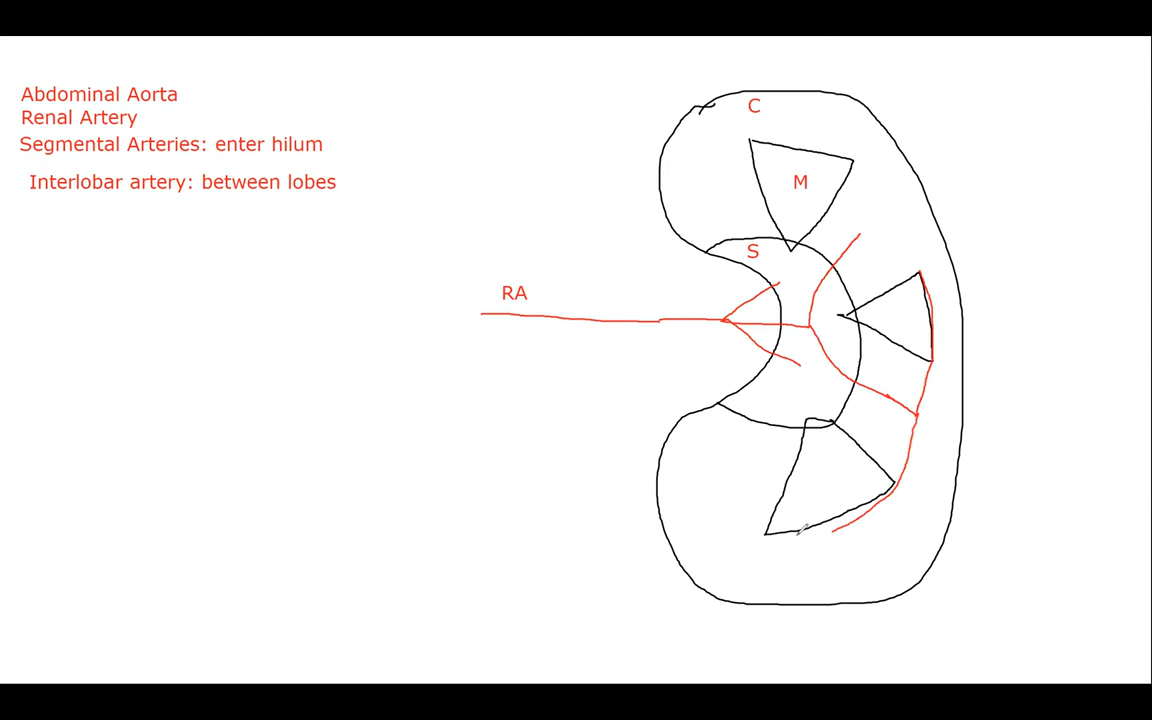 Abdominal Aorta
Renal Artery
Segmental Arteries: enter hilum
Interlobar artery: between lobes
C
M
S
RA